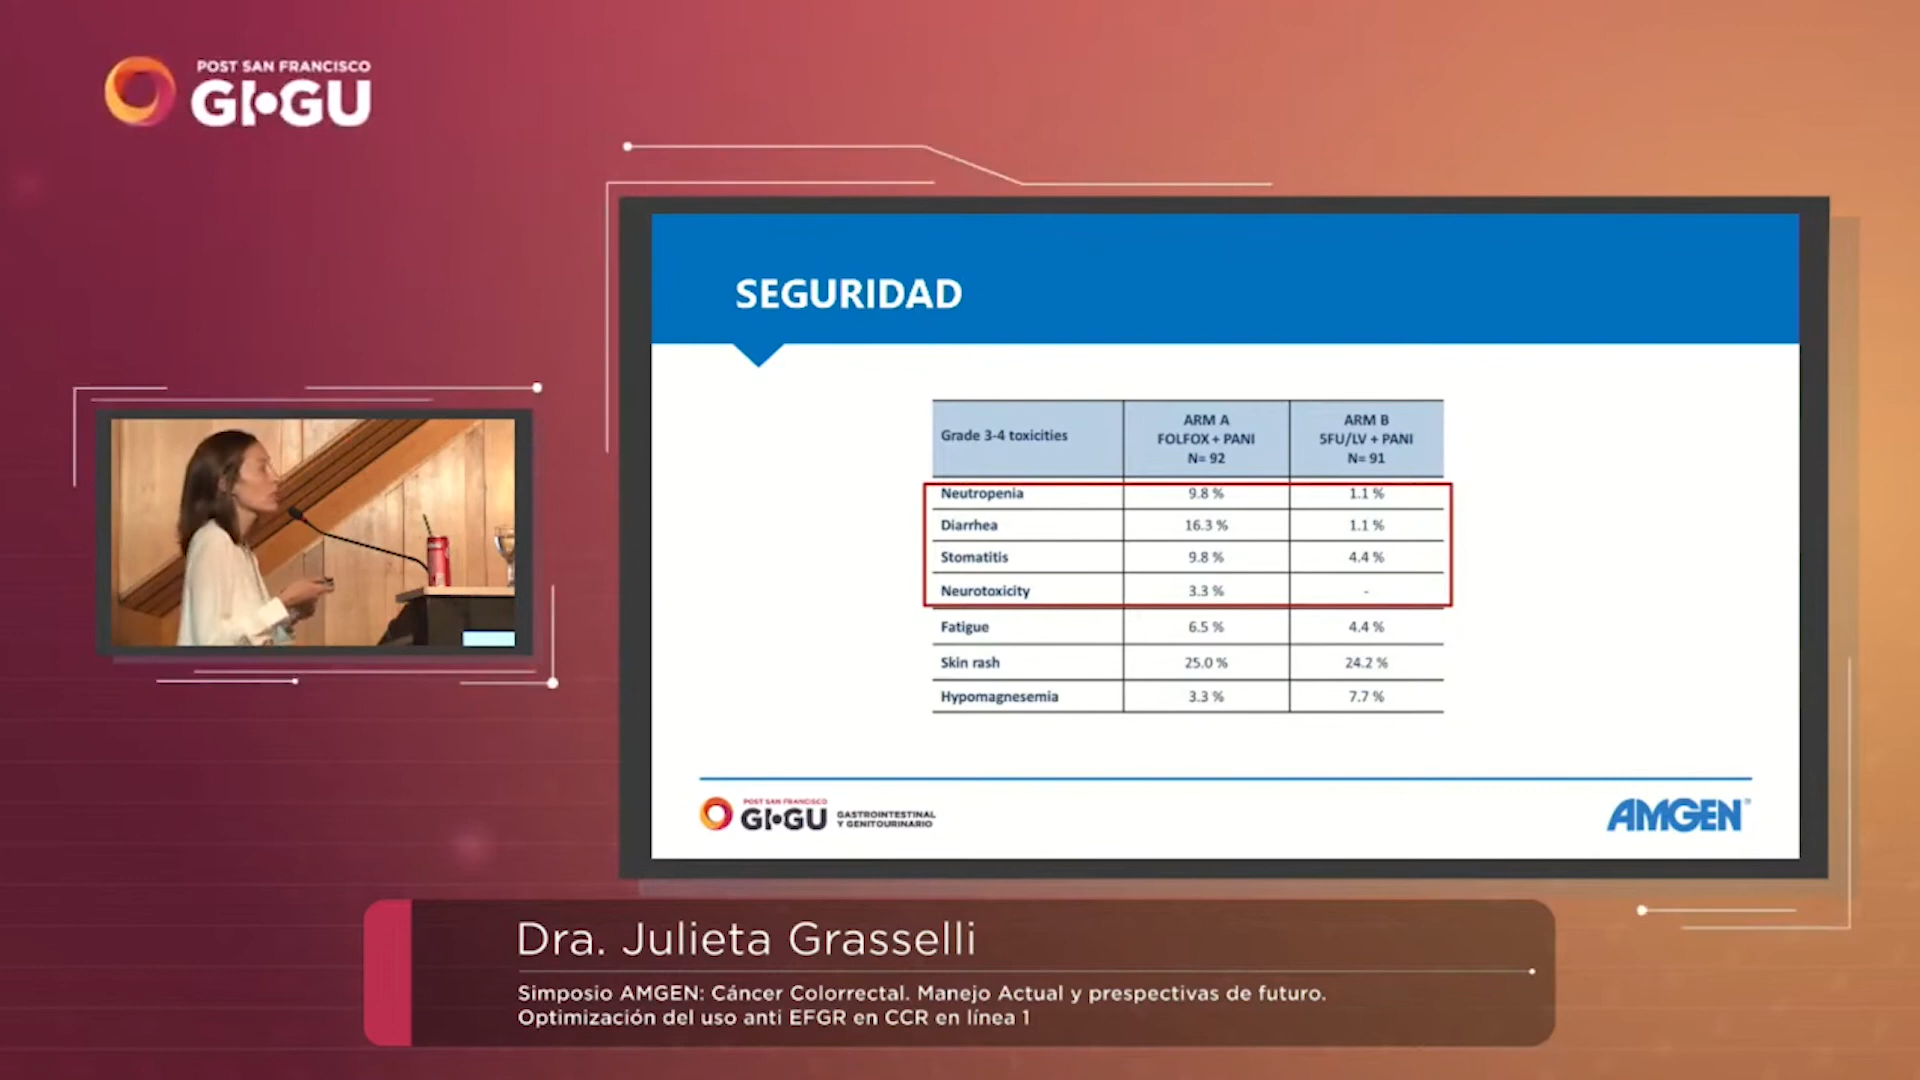 POST SAN FRANCISCO
GI•GU
SEGURIDAD
Grade 3-4 toxicities
ARM A
FOLFOX + PANI
N= 92
ARM B
5FU/LV + PANI
N= 91
Neutropenia 9.8 % 1.1 %
Diarrhea 16.3 % 1.1 %
Stomatitis 9.8 % 4.4 %
Neurotoxicity 3.3 % -
Fatigue 6.5 % 4.4 %
Skin rash 25.0 % 24.2 %
Hypomagnesemia 3.3 % 7.7 %
POST SAN FRANCISCO
GI•GU
GASTROINTESTINAL
Y GENITOURINARIO
AMGEN
Dra. Julieta Grasselli
Simposio AMGEN: Cáncer Colorrectal. Manejo Actual y prespectivas de futuro.
Optimización del uso anti EFGR en CCR en línea 1